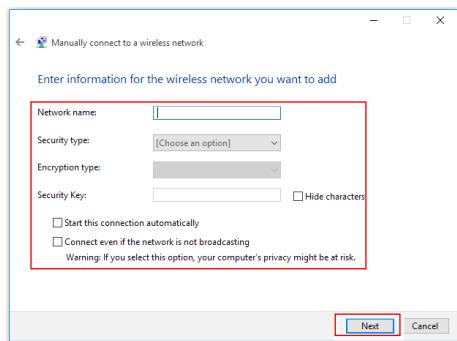 Manually connect to a wireless network
Enter information for the wireless network you want to add
Network name:
Security type:
[Choose an option]
Encryption type:
Security Key:
Hide characters
Start this connection automatically
Connect even if the network is not broadcasting
Warning: If you select this option, your computer's privacy might be at risk.
Next
Cancel